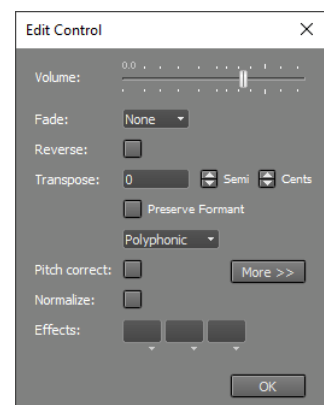 Edit Control
Volume: 0.0
Fade: None
Reverse:
Transpose: 0 Semi Cents
Preserve Formant
Polyphonic
Pitch correct: More >>
Normalize:
Effects:
OK